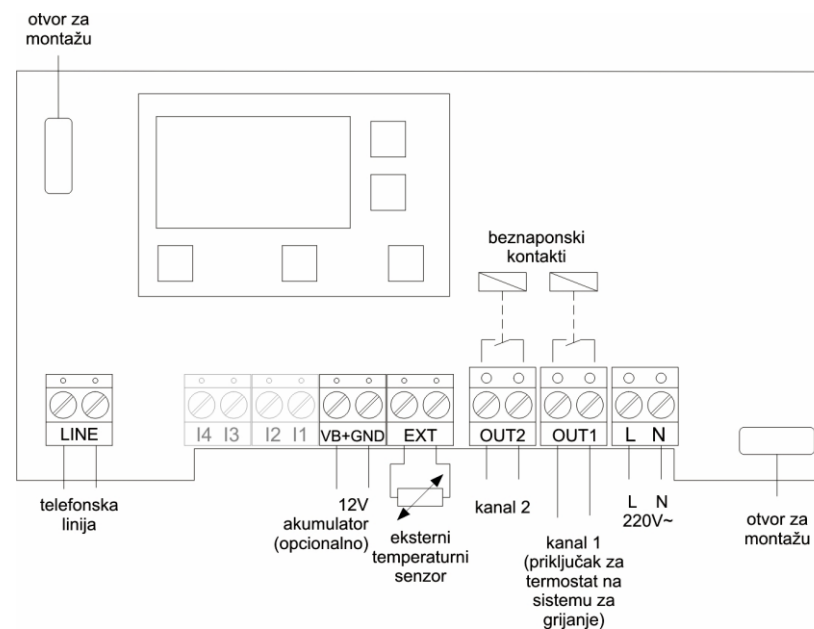 otvor za
montažu
beznaponski
kontakti
LINE
I4 I3 I2 I1 VB+GND EXT OUT2 OUT1 L N
telefonska
linija
12V
akumulator
(opcionalno)
eksterni
temperaturni
senzor
kanal 2
kanal 1
(priključak za
termostat na
sistemu za
grijanje)
L N
220V~
otvor za
montažu